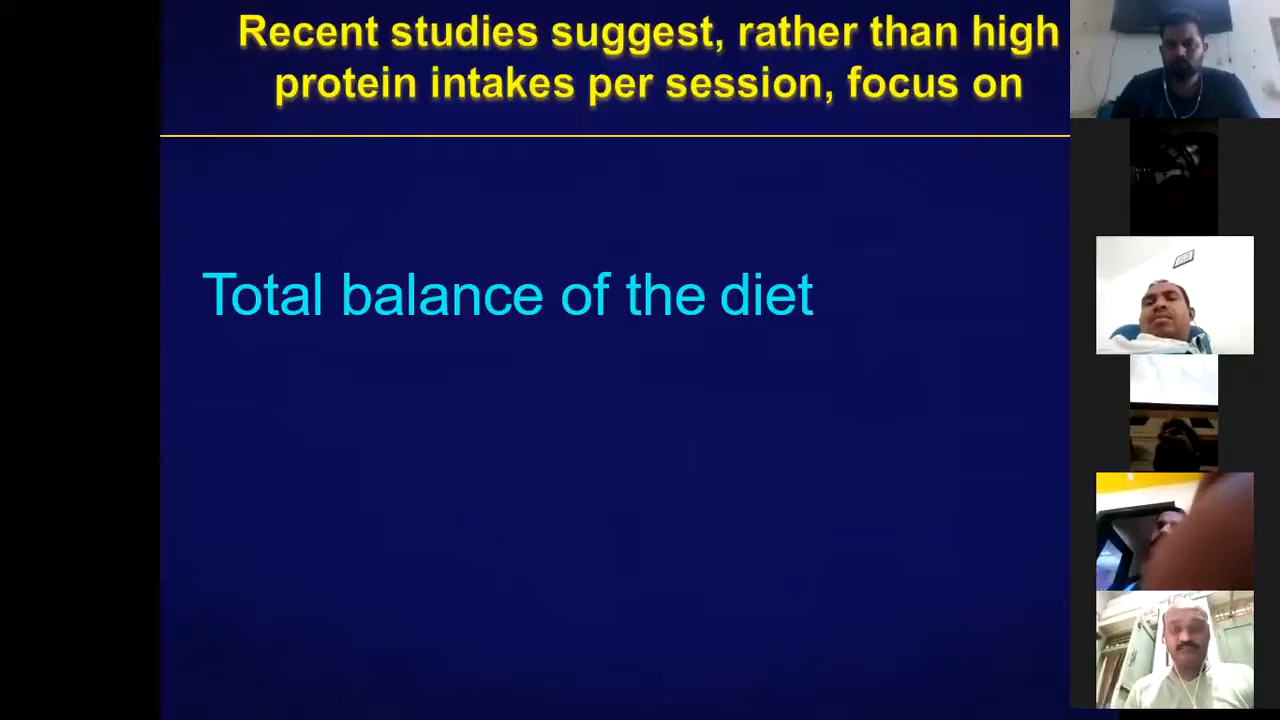 Recent studies suggest, rather than high
protein intakes per session, focus on
Total balance of the diet